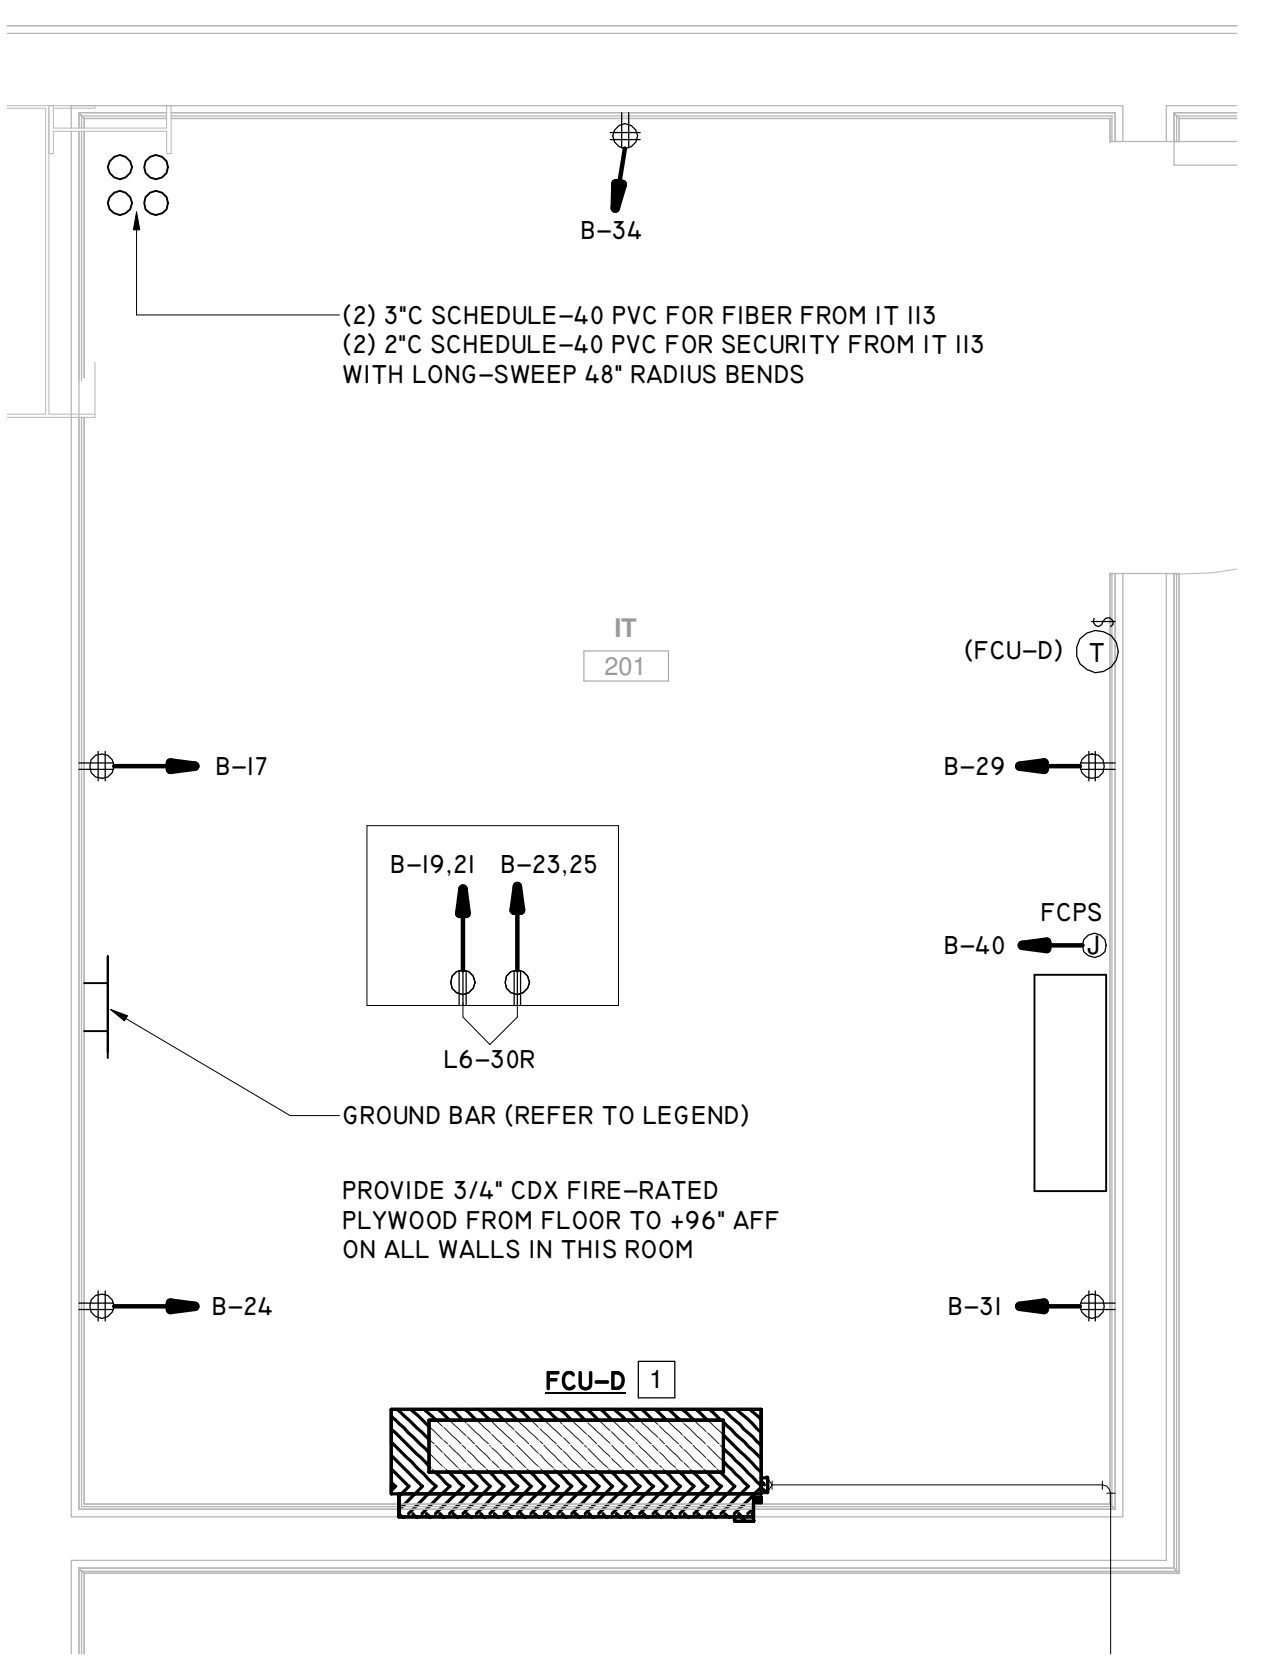 B-34
(2) 3"C SCHEDULE-40 PVC FOR FIBER FROM IT 113
(2) 2"C SCHEDULE-40 PVC FOR SECURITY FROM IT 113
WITH LONG-SWEEP 48" RADIUS BENDS
IT
201
$
(FCU-D) T
B-17
B-29
B-19,21 B-23,25
FCPS
B-40 J
L6-30R
GROUND BAR (REFER TO LEGEND)
PROVIDE 3/4" CDX FIRE-RATED
PLYWOOD FROM FLOOR TO +96" AFF
ON ALL WALLS IN THIS ROOM
B-24
B-31
FCU-D 1